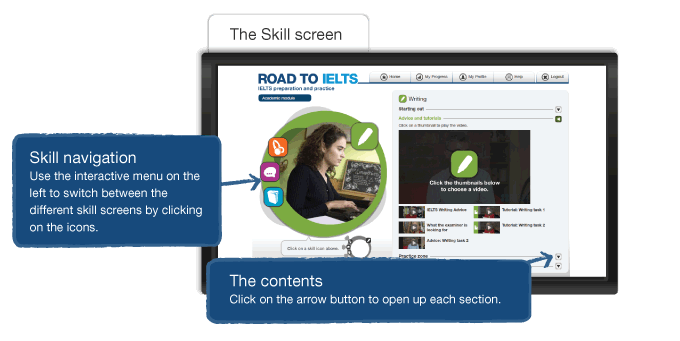 The Skill screen
ROAD TO IELTS
IELTS preparation and practice
Academic module
Home
My Progress
My Profile
Help
Logout
Writing
Starting out
Advice and tutorials
Click on a thumbnail to play the video.
Click the thumbnails below
to choose a video.
IELTS Writing Advice
Tutorial: Writing task 1
What the examiner is
looking for
Tutorial: Writing task 2
Advice: Writing task 2
Practice zone
Click on a skill icon above.
Skill navigation
Use the interactive menu on the
left to switch between the
different skill screens by clicking
on the icons.
The contents
Click on the arrow button to open up each section.